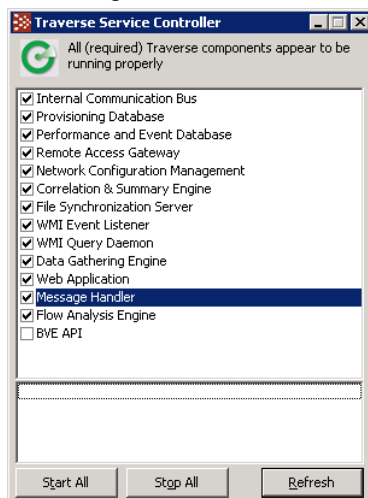 Traverse Service Controller
All (required) Traverse components appear to be
running properly
Internal Communication Bus
Provisioning Database
Performance and Event Database
Remote Access Gateway
Network Configuration Management
Correlation & Summary Engine
File Synchronization Server
WMI Event Listener
WMI Query Daemon
Data Gathering Engine
Web Application
Message Handler
Flow Analysis Engine
BVE API
Start All Stop All Refresh